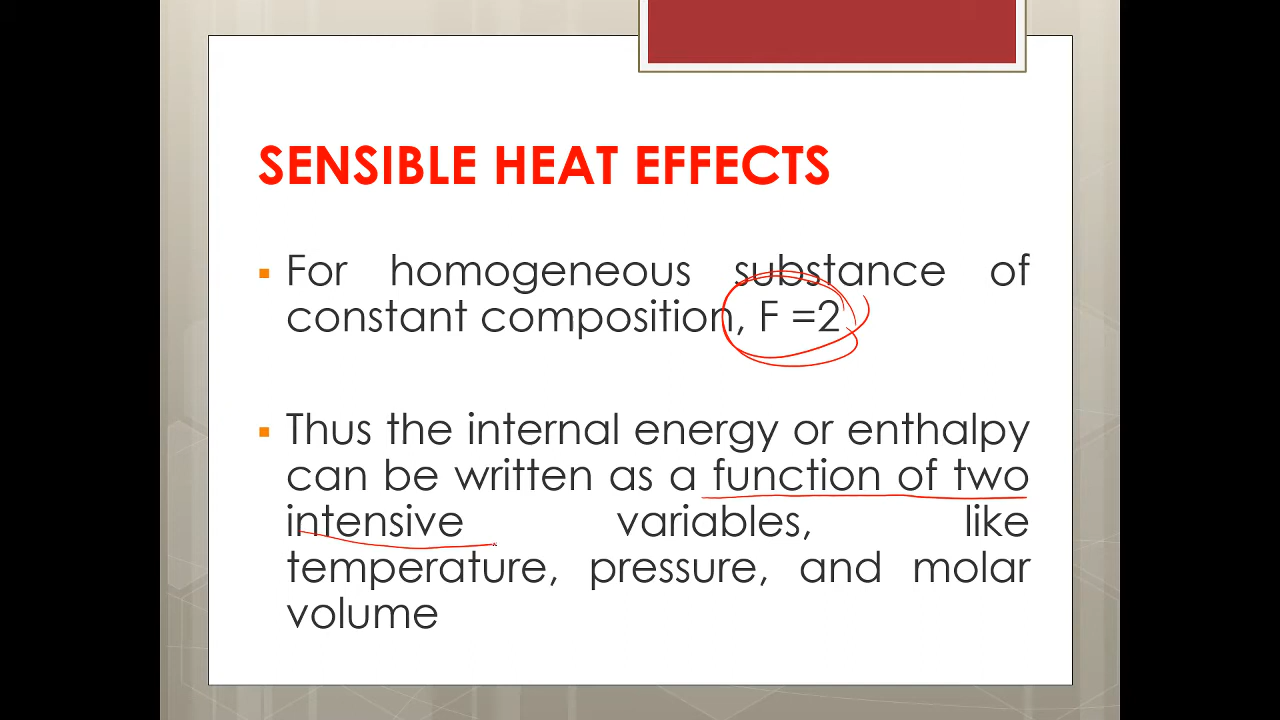 SENSIBLE HEAT EFFECTS
▪ For homogeneous substance of
constant composition, F =2
▪ Thus the internal energy or enthalpy
can be written as a function of two
intensive variables, like
temperature, pressure, and molar
volume